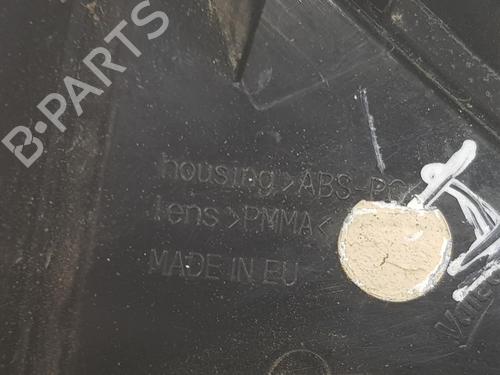 B-PARTS
housing >ABS-PC
lens >PMMA<
MADE IN EU